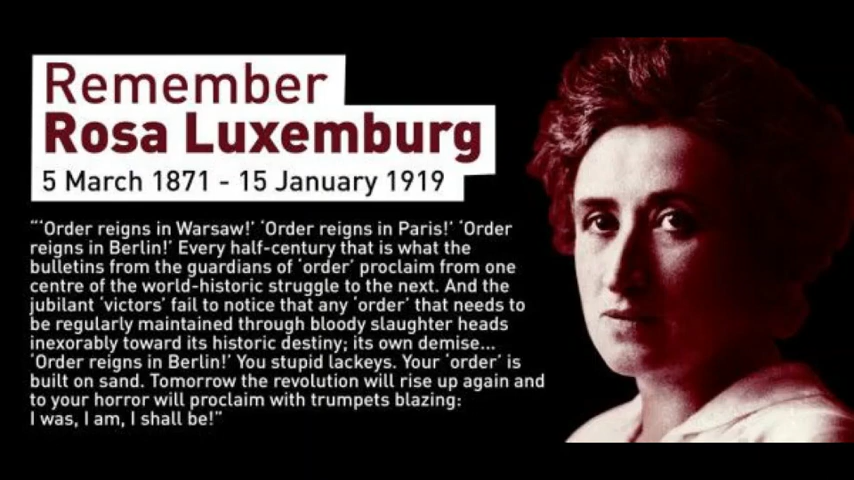 Remember
Rosa Luxemburg
5 March 1871 - 15 January 1919
“‘Order reigns in Warsaw!’ ‘Order reigns in Paris!’ ‘Order
reigns in Berlin!’ Every half-century that is what the
bulletins from the guardians of ‘order’ proclaim from one
centre of the world-historic struggle to the next. And the
jubilant ‘victors’ fail to notice that any ‘order’ that needs to
be regularly maintained through bloody slaughter heads
inexorably toward its historic destiny; its own demise...
‘Order reigns in Berlin!’ You stupid lackeys. Your ‘order’ is
built on sand. Tomorrow the revolution will rise up again and
to your horror will proclaim with trumpets blazing:
I was, I am, I shall be!”